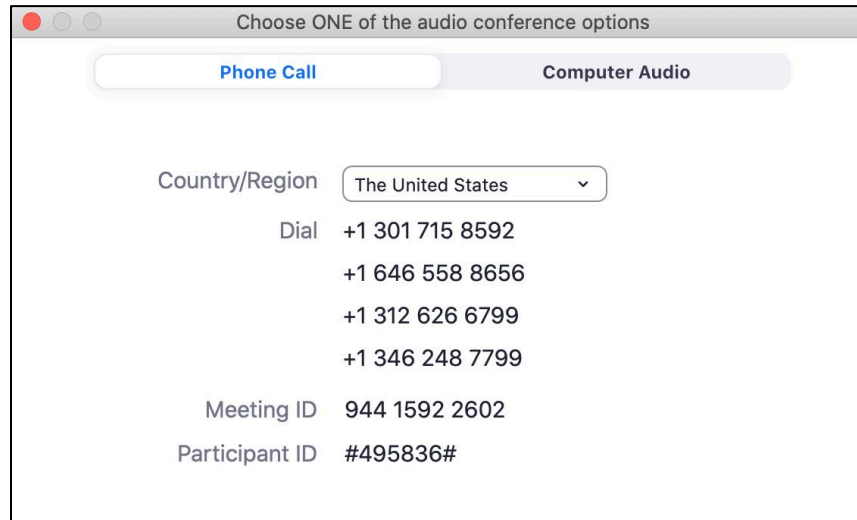 Choose ONE of the audio conference options
Phone Call Computer Audio
Country/Region The United States
Dial +1 301 715 8592
+1 646 558 8656
+1 312 626 6799
+1 346 248 7799
Meeting ID 944 1592 2602
Participant ID #495836#